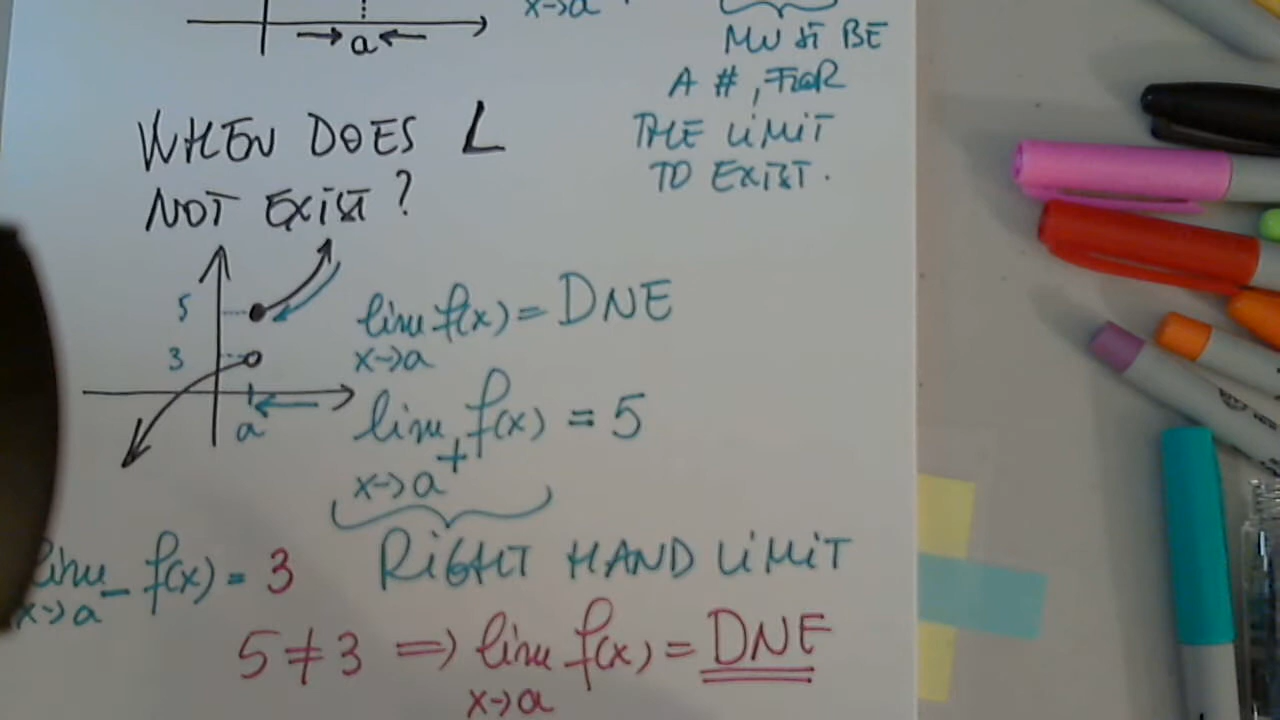 x→a
a
MUST BE
A #, FOR
THE LIMIT
TO EXIST.
WHEN DOES L
NOT EXIST?
5
3
a
lim f(x) = DNE
x→a
lim f(x) = 5
x→a⁺
RIGHT HAND LIMIT
lim f(x) = 3
x→a⁻
5 ≠ 3 ⇒ lim f(x) = DNE
x→a